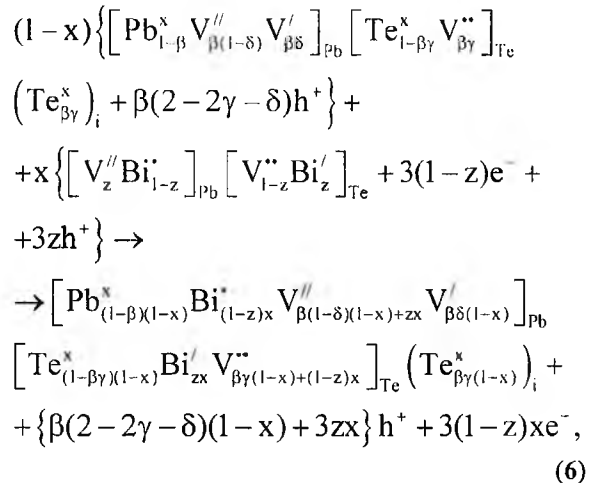 (1−x){[Pb^x_{1−β} V^{//}_{β(1−δ)} V^{/}_{βδ}]_{Pb} [Te^x_{1−βγ} V^{••}_{βγ}]_{Te}
(Te^x_{βγ})_i + β(2−2γ−δ)h^+} +
+x{[V^{//}_z Bi^•_{1−z}]_{Pb} [V^{••}_{1−z} Bi^{/}_z]_{Te} + 3(1−z)e^− +
+3zh^+} →
→[Pb^x_{(1−β)(1−x)} Bi^•_{(1−z)x} V^{//}_{β(1−δ)(1−x)+zx} V^{/}_{βδ(1−x)}]_{Pb}
[Te^x_{(1−βγ)(1−x)} Bi^{/}_{zx} V^{••}_{βγ(1−x)+(1−z)x}]_{Te} (Te^x_{βγ(1−x)})_i +
+{β(2−2γ−δ)(1−x)+3zx}h^+ + 3(1−z)xe^−,
(6)